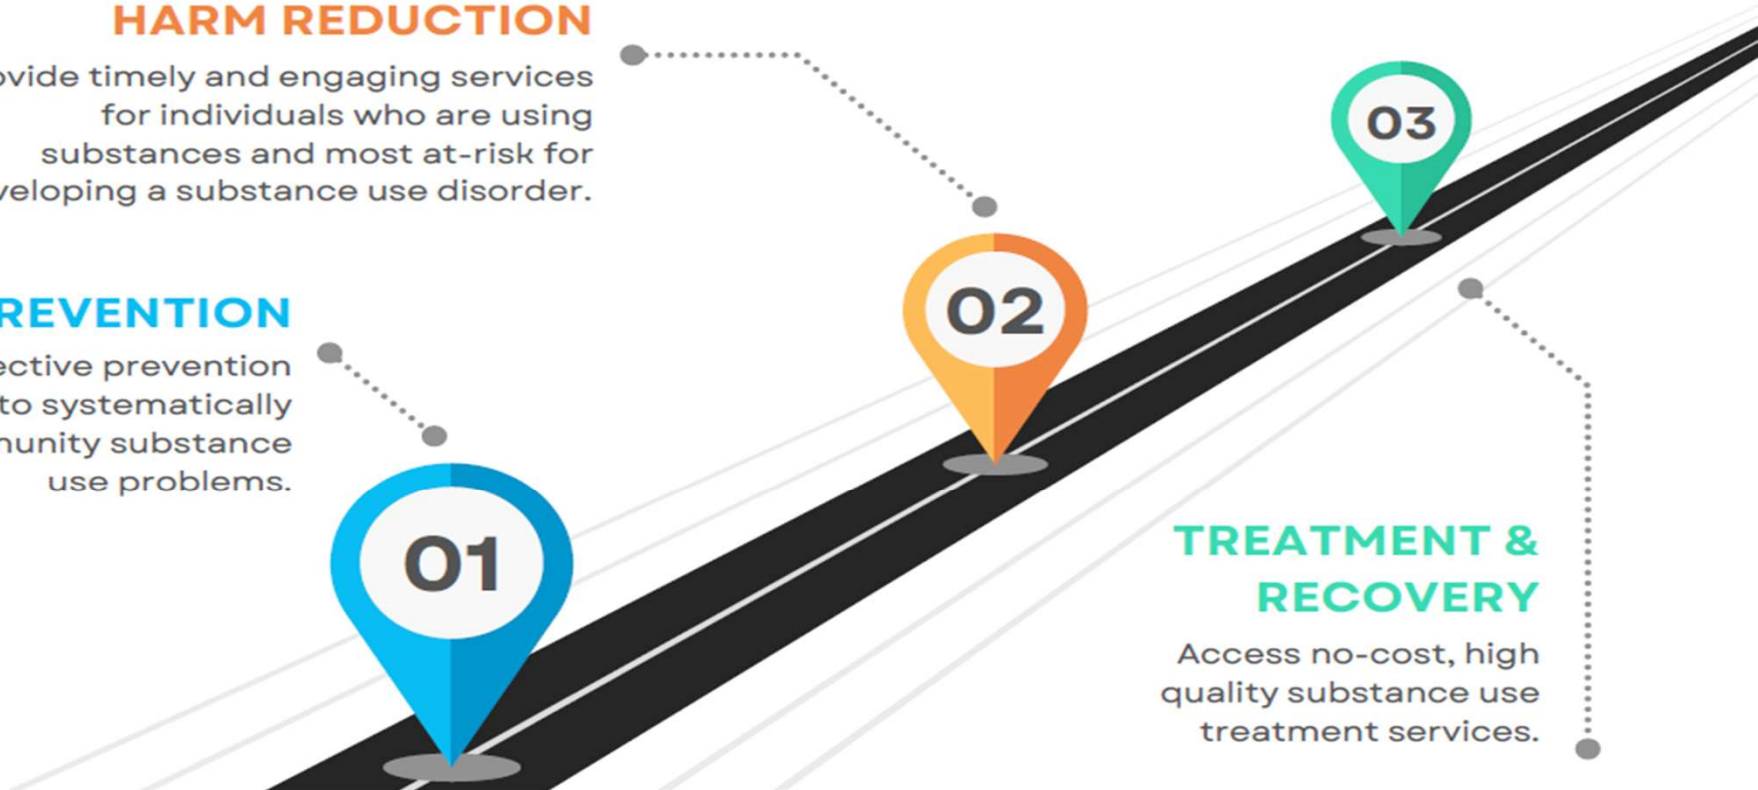 HARM REDUCTION
ovide timely and engaging services
for individuals who are using
substances and most at-risk for
veloping a substance use disorder.
03
02
REVENTION
ective prevention
to systematically
munity substance
use problems.
01
TREATMENT &
RECOVERY
Access no-cost, high
quality substance use
treatment services.